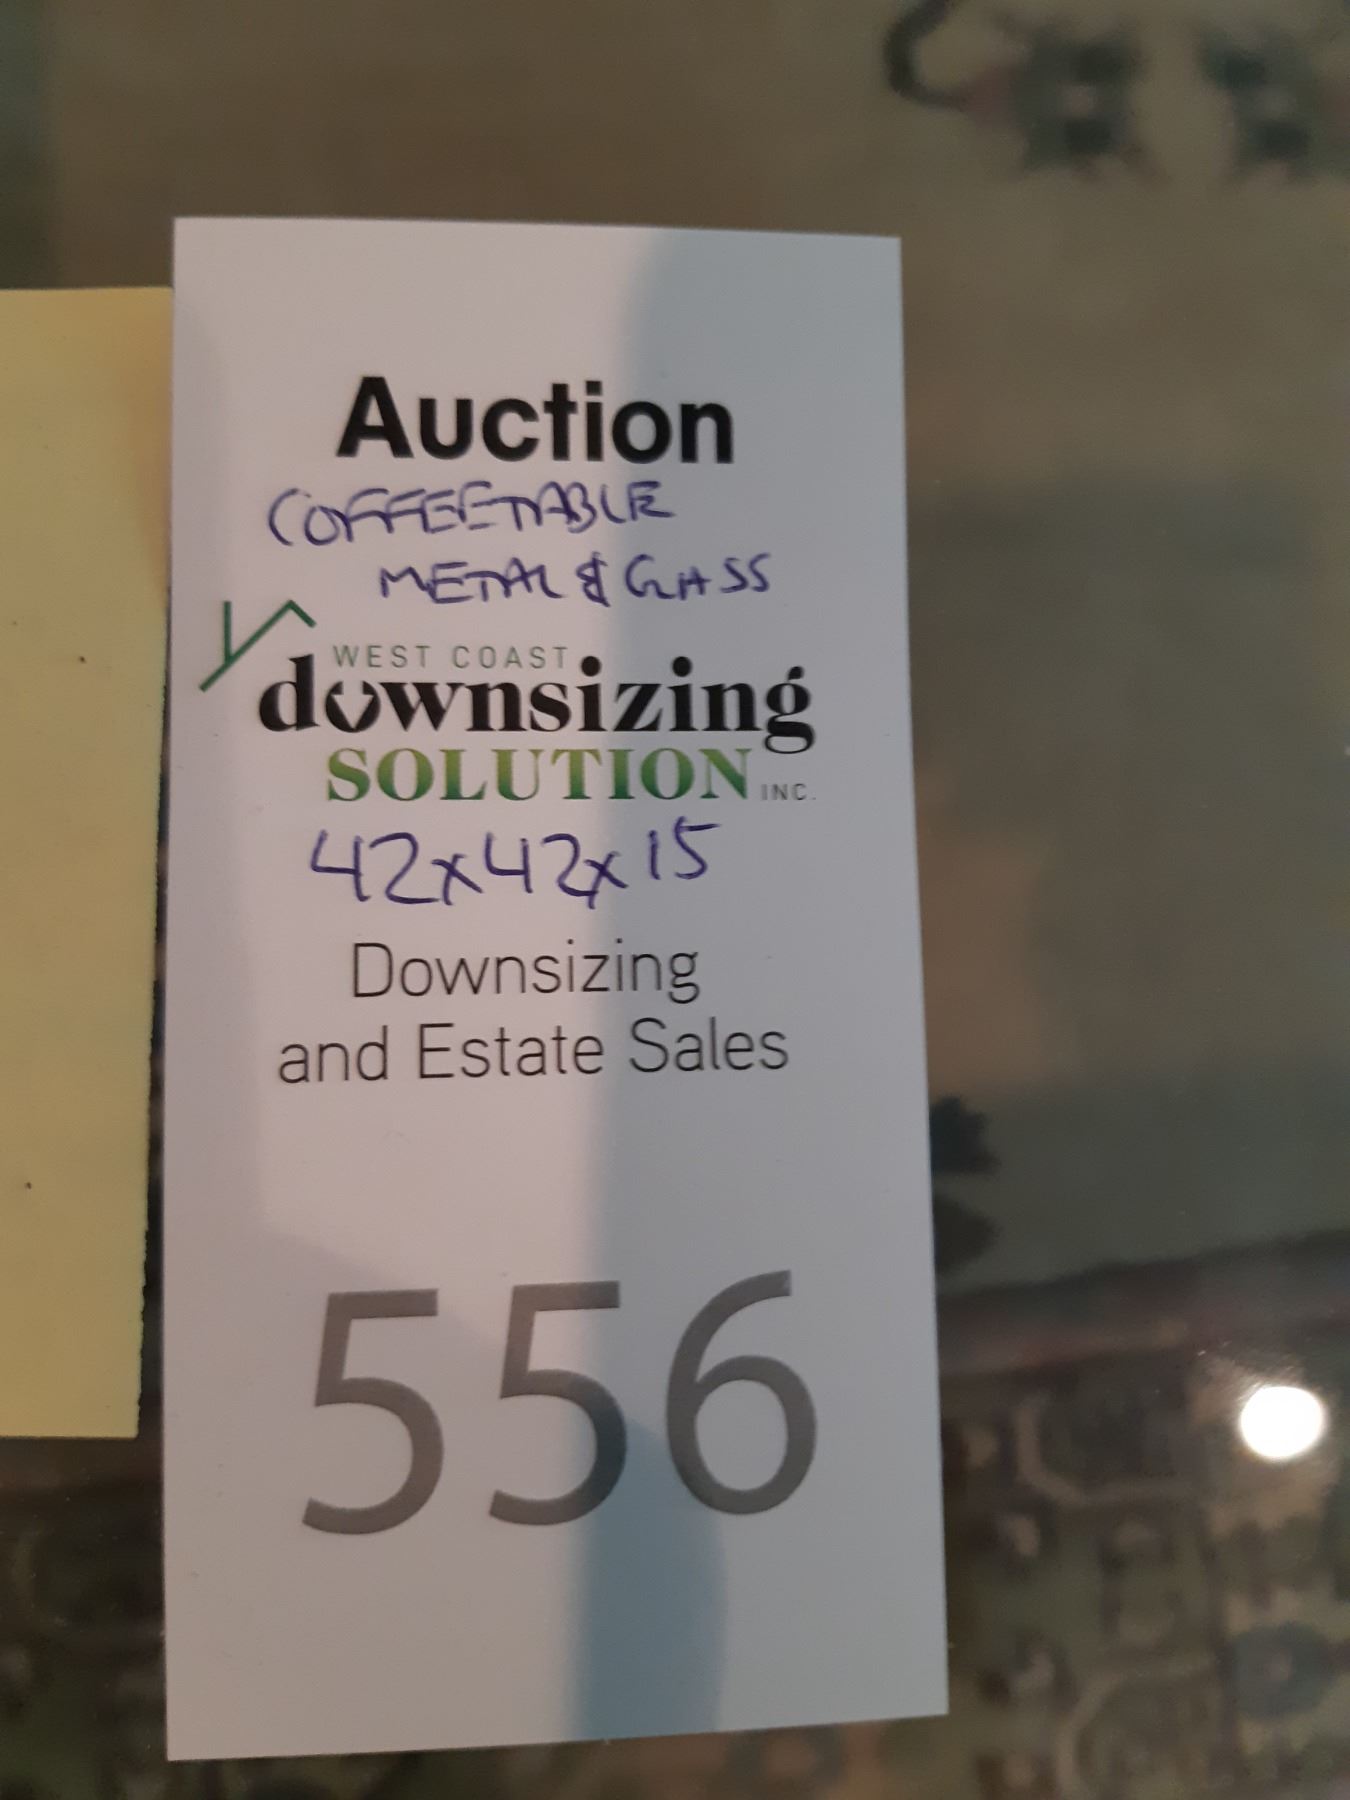 Auction
COFFEETABLE
METAL & GLASS
WEST COAST
downsizing
SOLUTION INC.
42x42x15
Downsizing
and Estate Sales
556